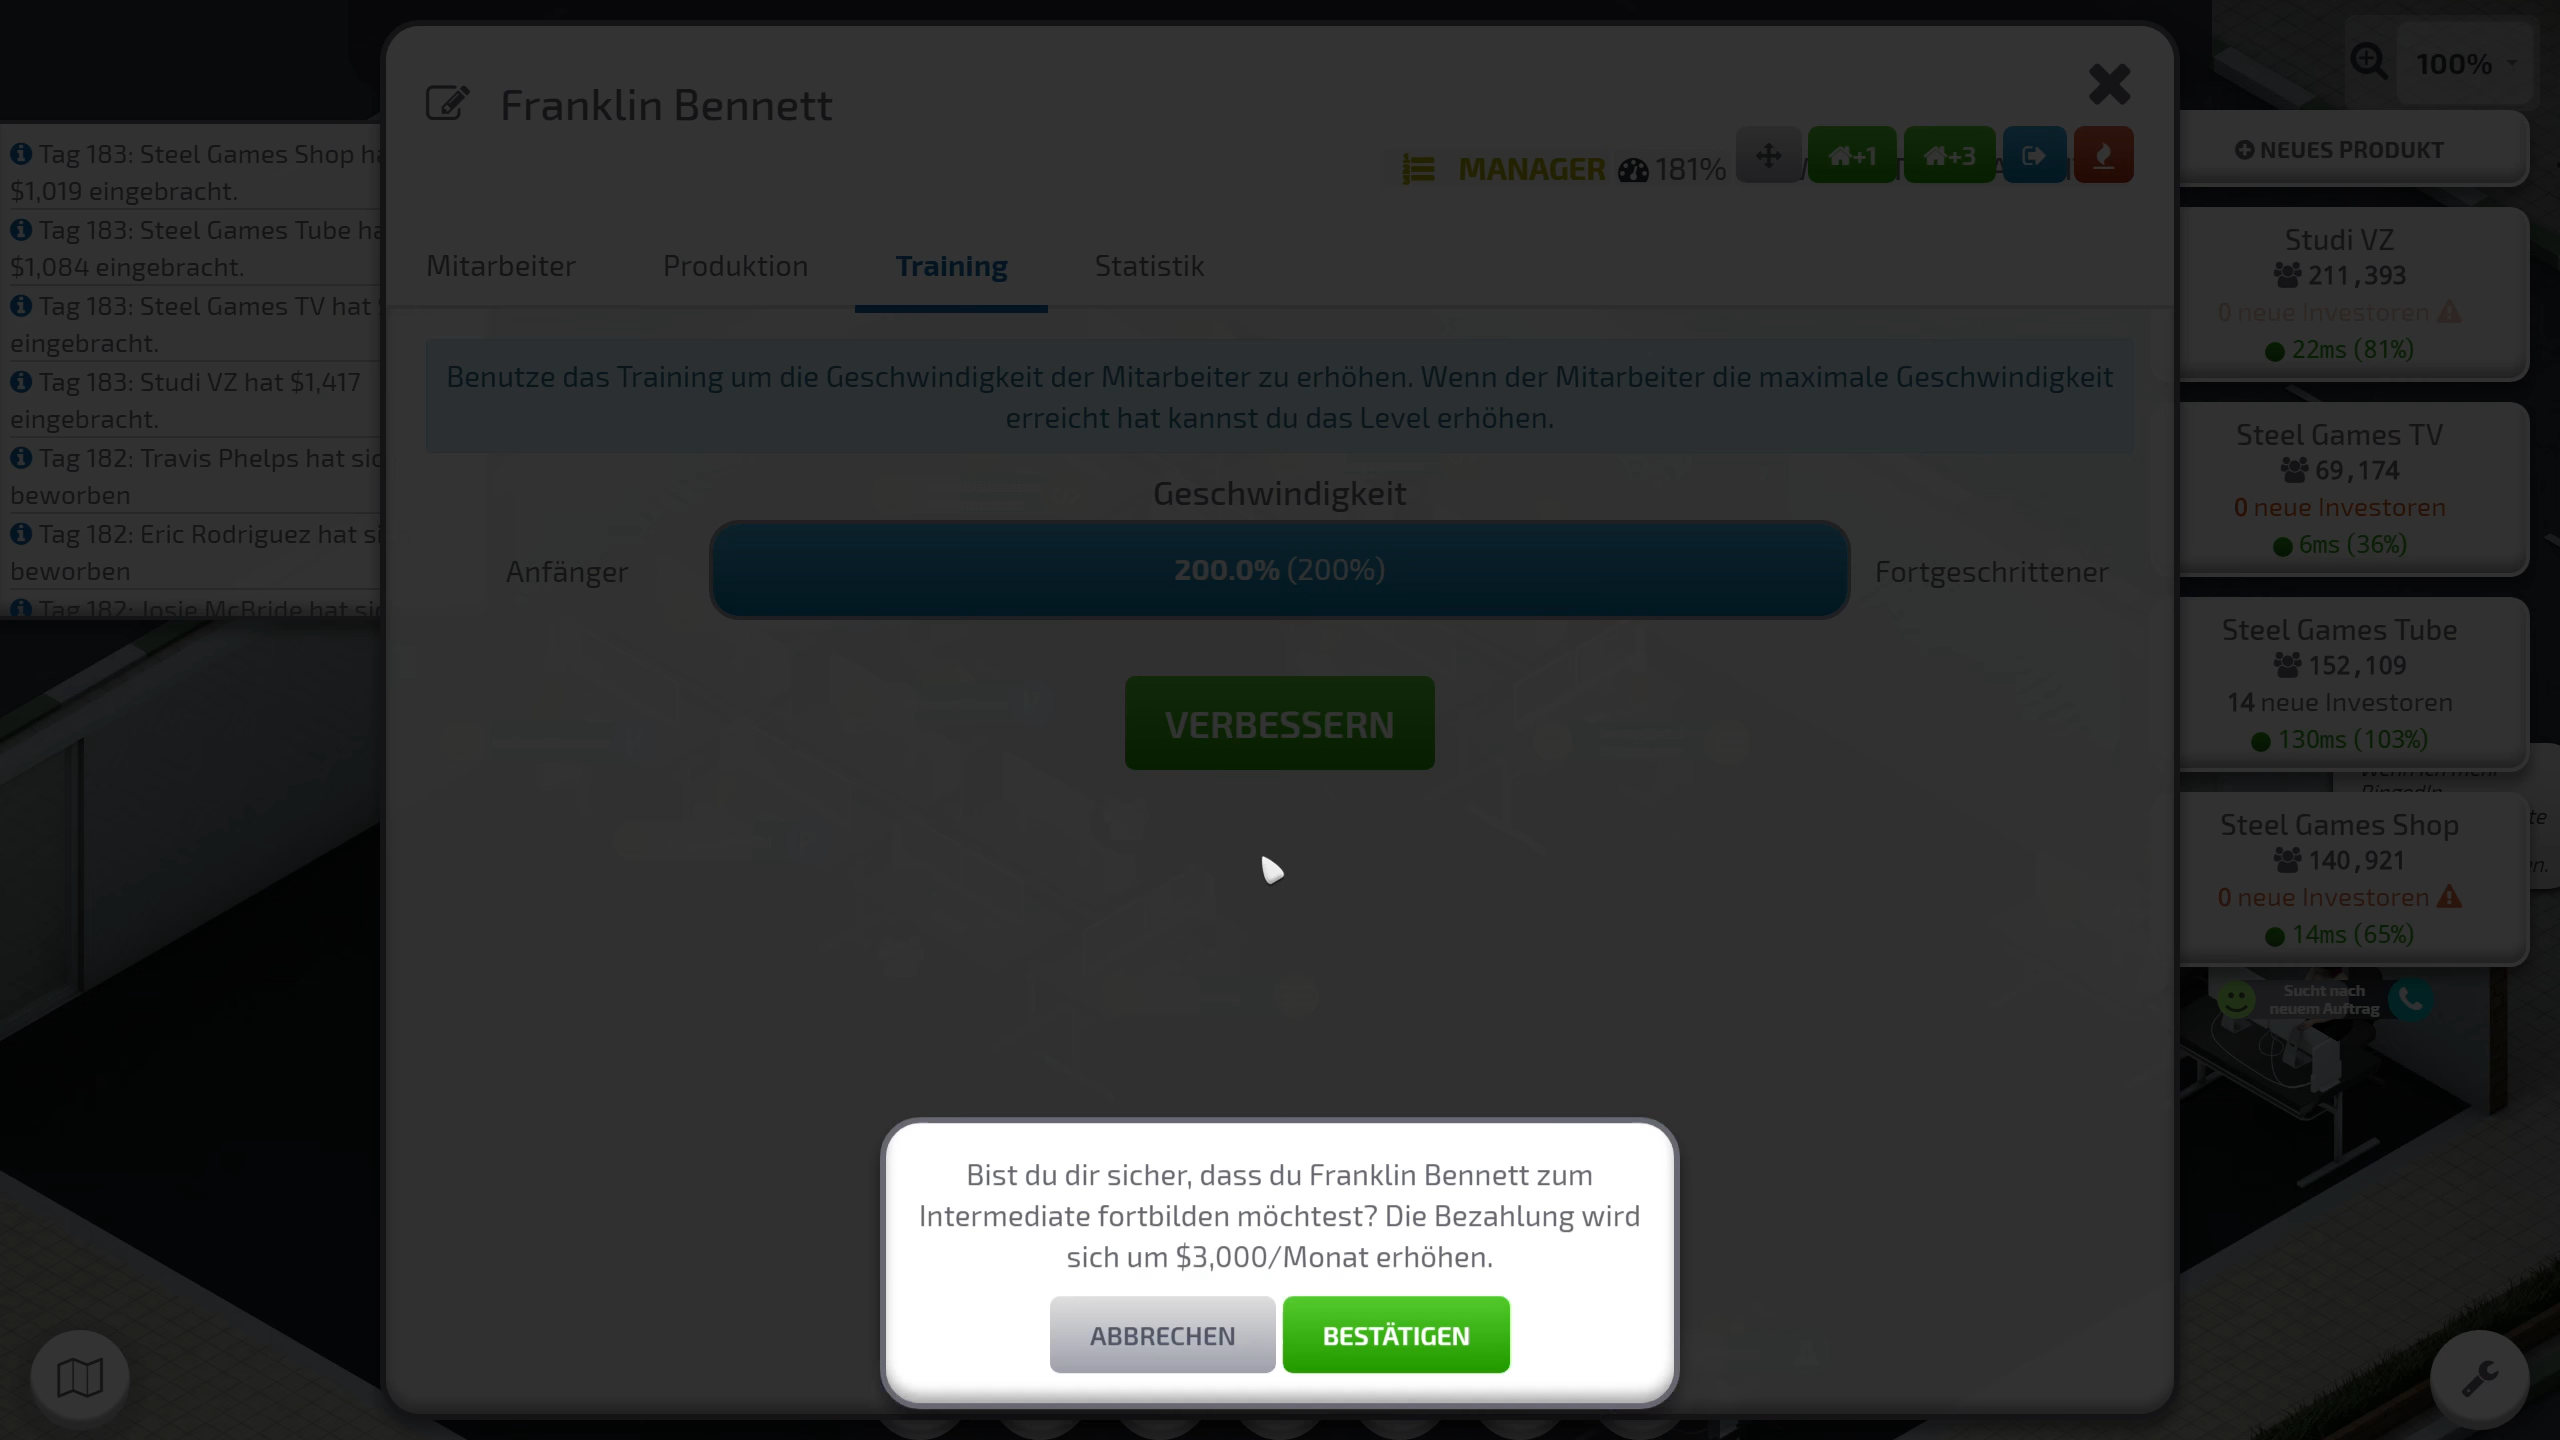 Franklin Bennett
MANAGER 181%
+1
+3
100%
Mitarbeiter
Produktion
Training
Statistik
Benutze das Training um die Geschwindigkeit der Mitarbeiter zu erhöhen. Wenn der Mitarbeiter die maximale Geschwindigkeit
erreicht hat kannst du das Level erhöhen.
Geschwindigkeit
Anfänger
200.0% (200%)
Fortgeschrittener
VERBESSERN
Bist du dir sicher, dass du Franklin Bennett zum
Intermediate fortbilden möchtest? Die Bezahlung wird
sich um $3,000/Monat erhöhen.
ABBRECHEN
BESTÄTIGEN
Tag 183: Steel Games Shop
$1,019 eingebracht.
Tag 183: Steel Games Tube
$1,084 eingebracht.
Tag 183: Steel Games TV hat
eingebracht.
Tag 183: Studi VZ hat $1,417
eingebracht.
Tag 182: Travis Phelps hat
beworben
Tag 182: Eric Rodriguez hat
beworben
Tag 182: Josie McBride hat
NEUES PRODUKT
Studi VZ
211,393
0 neue Investoren
22ms (81%)
Steel Games TV
69,174
0 neue Investoren
6ms (36%)
Steel Games Tube
152,109
14 neue Investoren
130ms (103%)
Steel Games Shop
140,921
0 neue Investoren
14ms (65%)
Sucht nach
neuem Auftrag